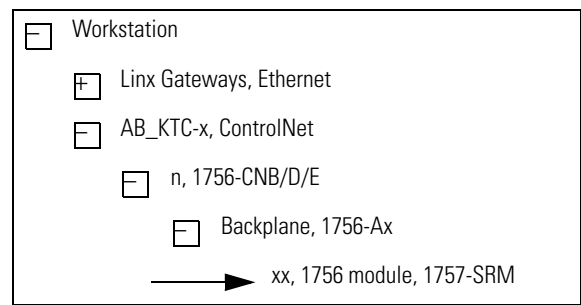 Workstation
Linx Gateways, Ethernet
AB_KTC-x, ControlNet
n, 1756-CNB/D/E
Backplane, 1756-Ax
xx, 1756 module, 1757-SRM